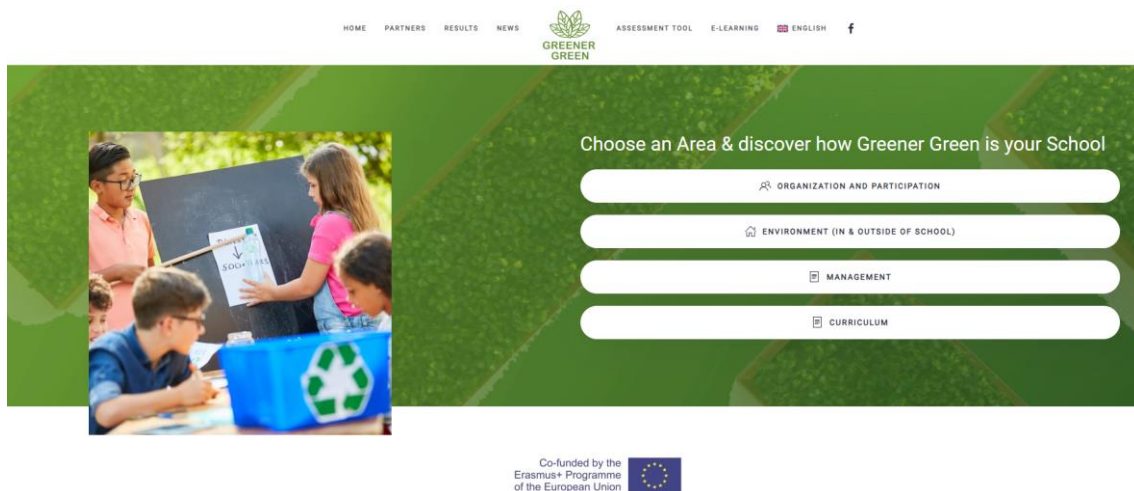 HOME PARTNERS RESULTS NEWS
GREENER
GREEN
ASSESSMENT TOOL E-LEARNING ENGLISH f
Choose an Area & discover how Greener Green is your School
ORGANIZATION AND PARTICIPATION
ENVIRONMENT (IN & OUTSIDE OF SCHOOL)
MANAGEMENT
CURRICULUM
Co-funded by the
Erasmus+ Programme
of the European Union